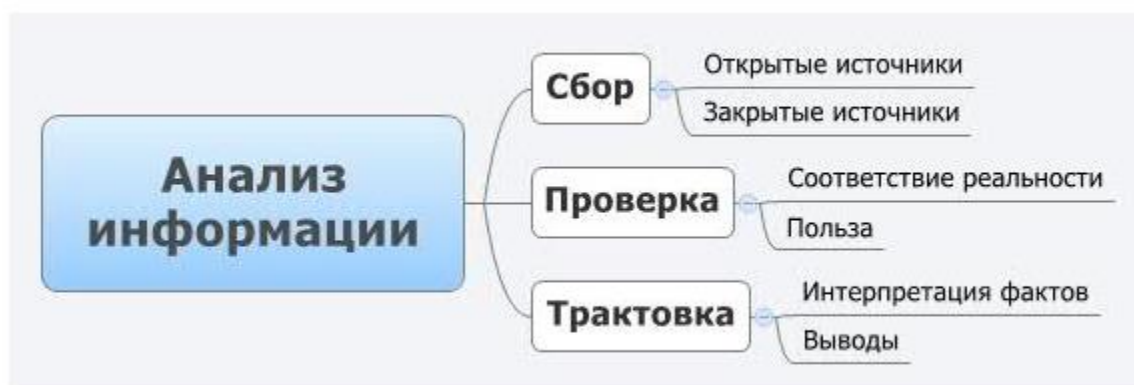 Анализ
информации
Сбор
Открытые источники
Закрытые источники
Проверка
Соответствие реальности
Польза
Трактовка
Интерпретация фактов
Выводы